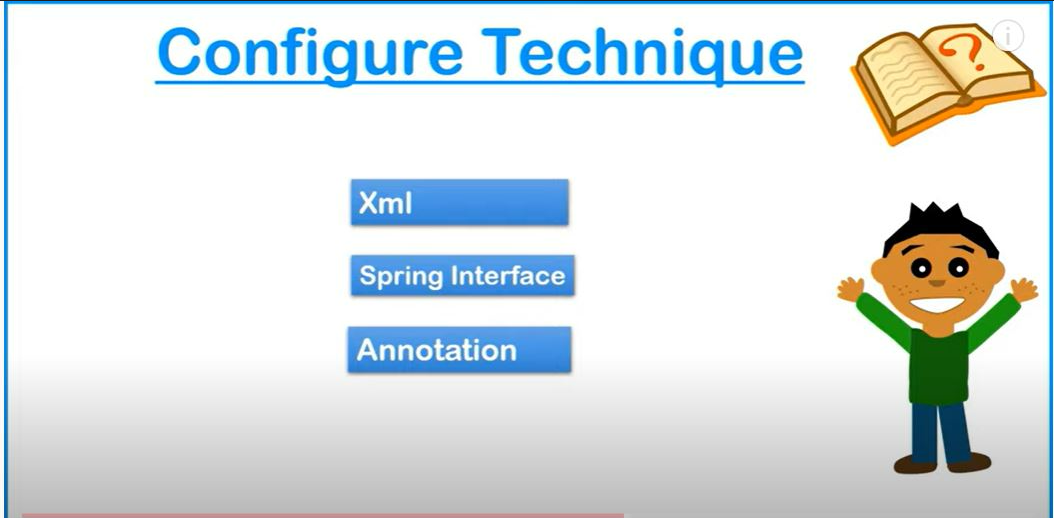 Configure Technique
?
i
Xml
Spring Interface
Annotation